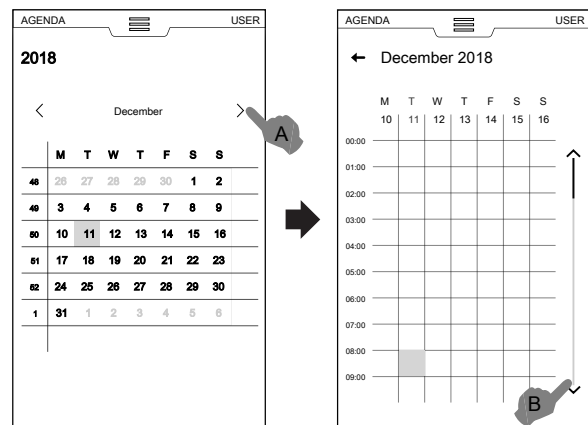 AGENDA USER
2018
December
A
M T W T F S S
48 26 27 28 29 30 1 2
49 3 4 5 6 7 8 9
50 10 11 12 13 14 15 16
51 17 18 19 20 21 22 23
52 24 25 26 27 28 29 30
1 31 1 2 3 4 5 6
AGENDA USER
December 2018
M T W T F S S
10 11 12 13 14 15 16
00:00
01:00
02:00
03:00
04:00
05:00
06:00
07:00
08:00
09:00
B